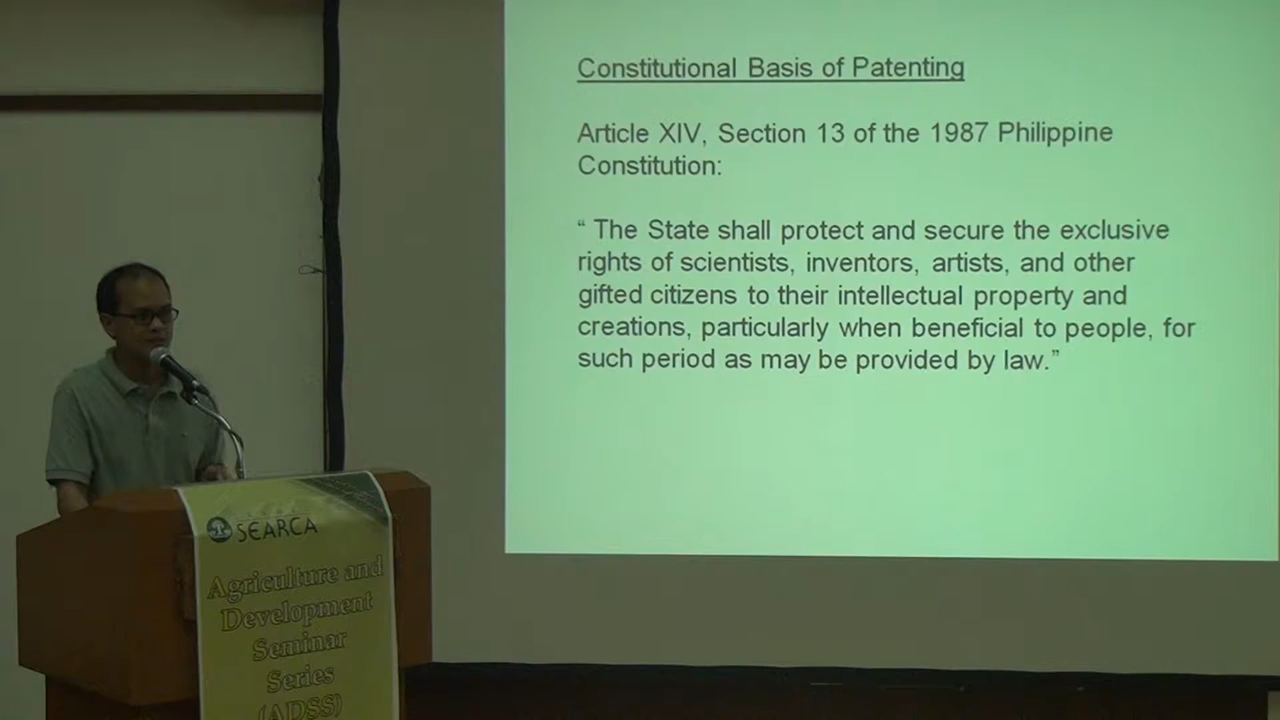 Constitutional Basis of Patenting
Article XIV, Section 13 of the 1987 Philippine
Constitution:
“ The State shall protect and secure the exclusive
rights of scientists, inventors, artists, and other
gifted citizens to their intellectual property and
creations, particularly when beneficial to people, for
such period as may be provided by law.”
SEARCA
Agriculture and
Development
Seminar
Series
(ADSS)